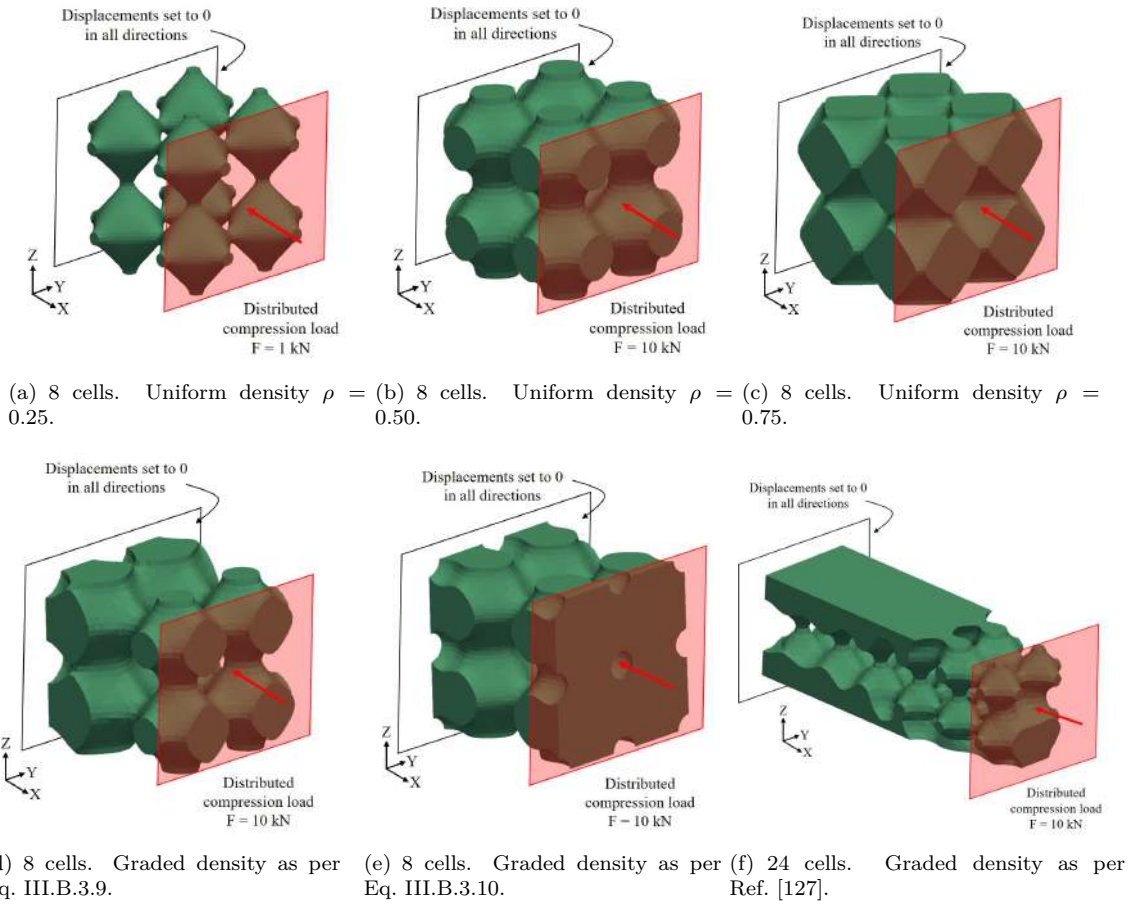 Displacements set to 0
in all directions
Z
Y
X
Distributed
compression load
F = 1 kN
(a) 8 cells. Uniform density ρ =
0.25.
Displacements set to 0
in all directions
Z
Y
X
Distributed
compression load
F = 10 kN
(b) 8 cells. Uniform density ρ =
0.50.
Displacements set to 0
in all directions
Z
Y
X
Distributed
compression load
F = 10 kN
(c) 8 cells. Uniform density ρ =
0.75.
Displacements set to 0
in all directions
Z
Y
X
Distributed
compression load
F = 10 kN
) 8 cells. Graded density as per
q. III.B.3.9.
Displacements set to 0
in all directions
Z
Y
X
Distributed
compression load
F = 10 kN
(e) 8 cells. Graded density as per
Eq. III.B.3.10.
Displacements set to 0
in all directions
Z
Y
X
Distributed
compression load
F = 10 kN
(f) 24 cells. Graded density as per
Ref. [127].